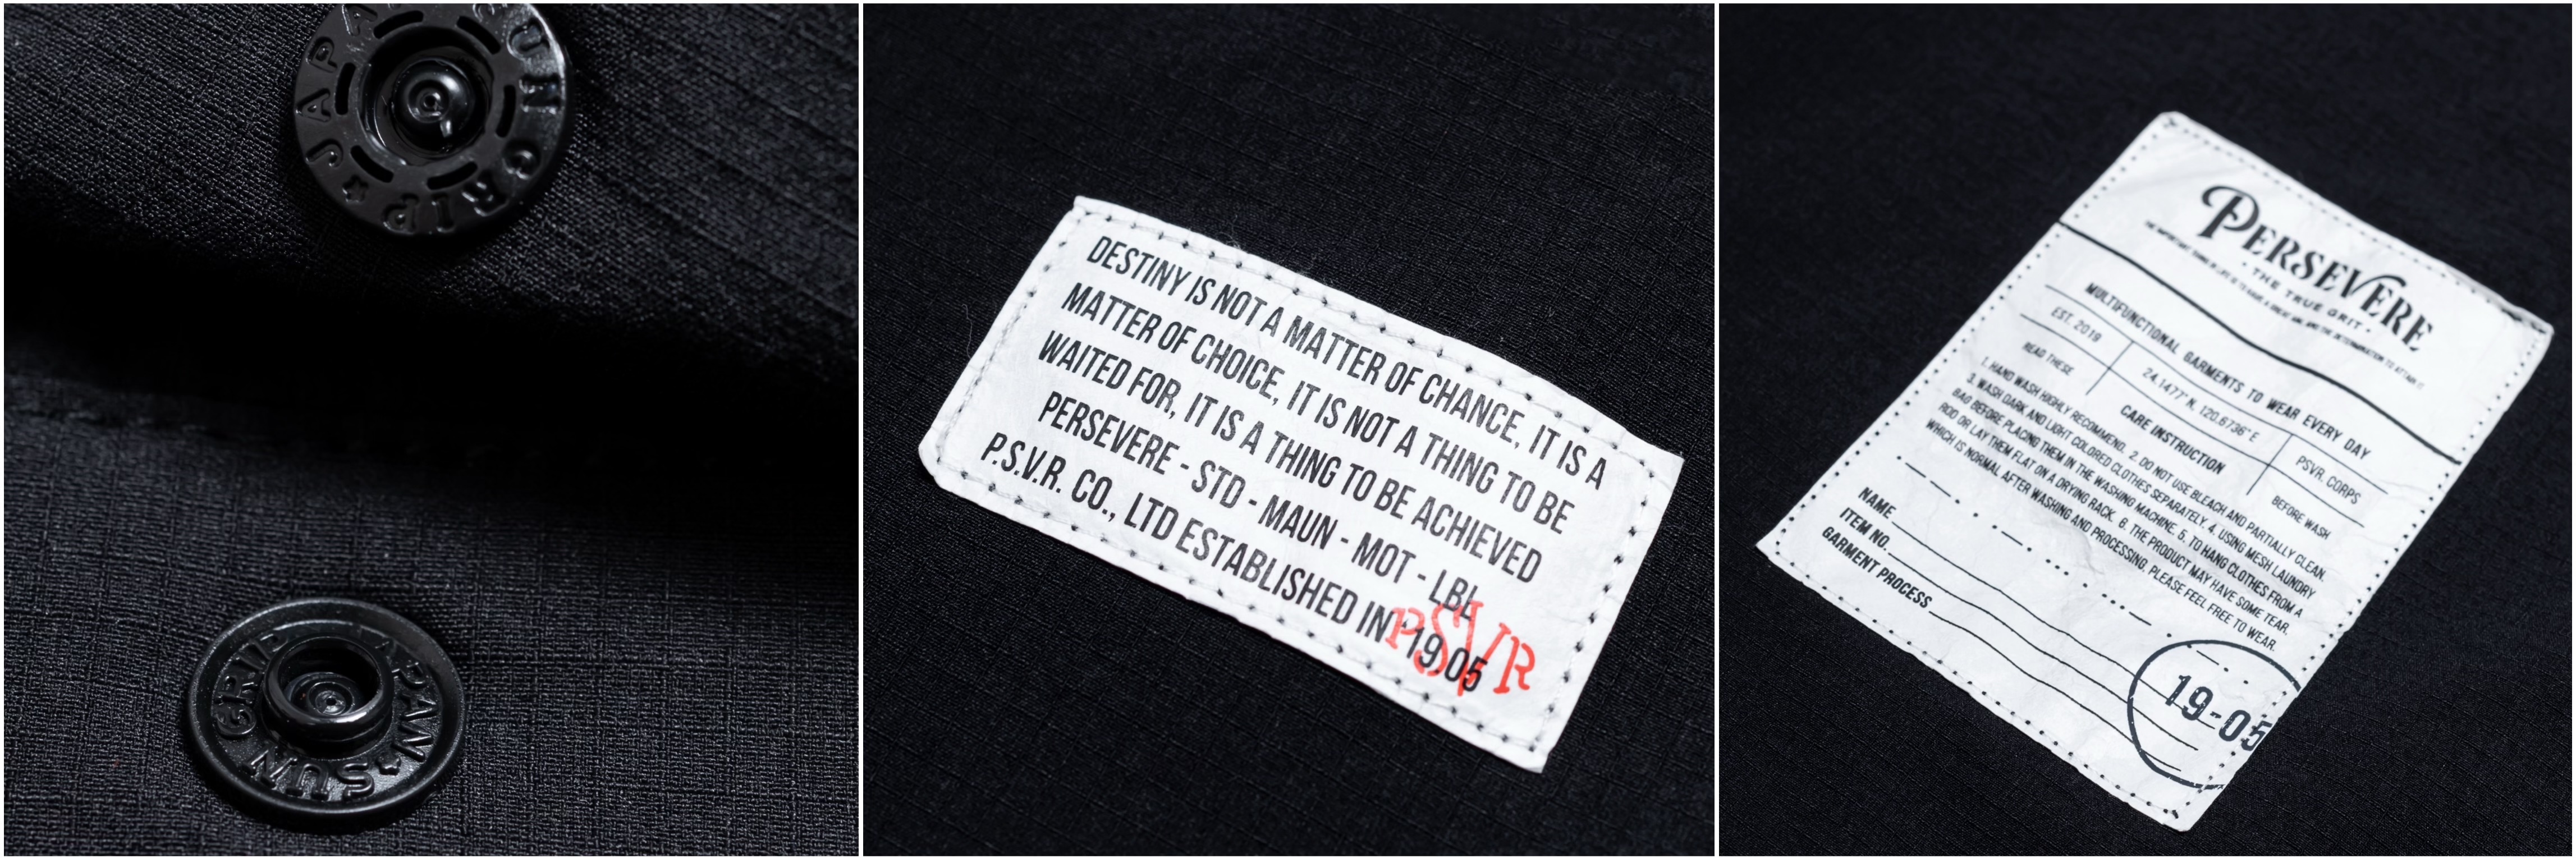 SUN GRIP JAPAN
SUN GRIP JAPAN
DESTINY IS NOT A MATTER OF CHANCE, IT IS A
MATTER OF CHOICE, IT IS NOT A THING TO BE
WAITED FOR, IT IS A THING TO BE ACHIEVED
PERSEVERE - STD - MAUN - MOT - LBL
P.S.V.R. CO., LTD ESTABLISHED IN '19 05
PSVR
PERSEVERE
· THE TRUE GRIT ·
MULTIFUNCTIONAL GARMENTS TO WEAR EVERY DAY
EST. 2019
24.1477° N, 120.6736° E
PSVR. CORPS
READ THESE
CARE INSTRUCTION
BEFORE WASH
1. HAND WASH HIGHLY RECOMMEND. 2. DO NOT USE BLEACH AND PARTIALLY CLEAN.
3. WASH DARK AND LIGHT COLORED CLOTHES SEPARATELY. 4. USING MESH LAUNDRY
BAG BEFORE PLACING THEM IN THE WASHING MACHINE. 5. TO HANG CLOTHES FROM A
ROD OR LAY THEM FLAT ON A DRYING RACK. 6. THE PRODUCT MAY HAVE SOME TEAR.
WHICH IS NORMAL AFTER WASHING AND PROCESSING. PLEASE FEEL FREE TO WEAR.
NAME
ITEM NO.
GARMENT PROCESS
19-05